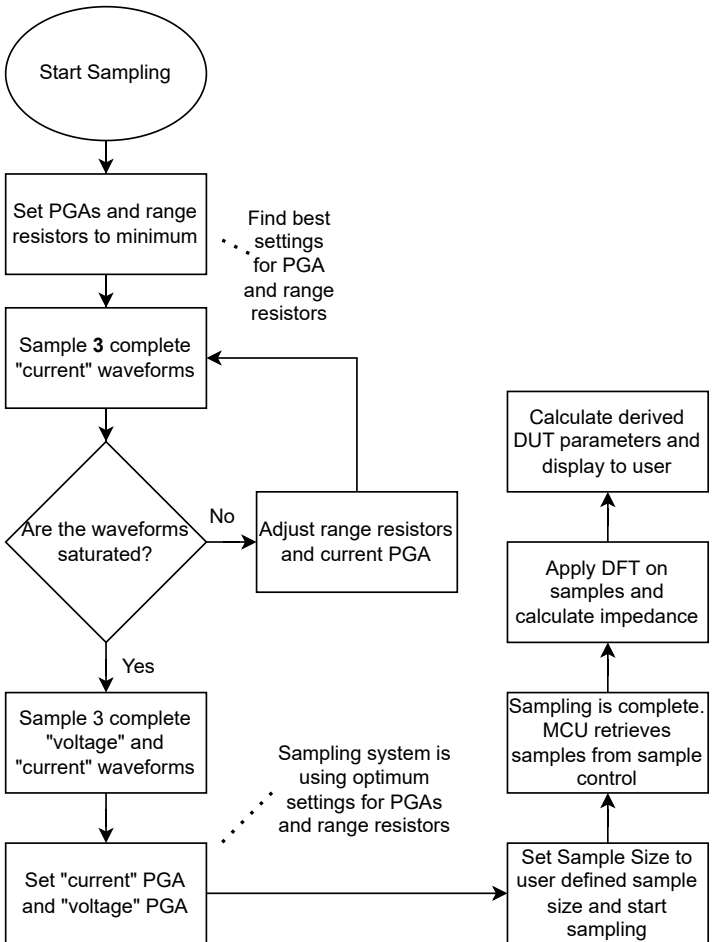 Start Sampling
Set PGAs and range
resistors to minimum
Find best
settings
for PGA
and range
resistors
Sample 3 complete
"current" waveforms
Are the waveforms
saturated?
No
Adjust range resistors
and current PGA
Yes
Sample 3 complete
"voltage" and
"current" waveforms
Sampling system is
using optimum
settings for PGAs
and range resistors
Set "current" PGA
and "voltage" PGA
Set Sample Size to
user defined sample
size and start
sampling
Sampling is complete.
MCU retrieves
samples from sample
control
Apply DFT on
samples and
calculate impedance
Calculate derived
DUT parameters and
display to user